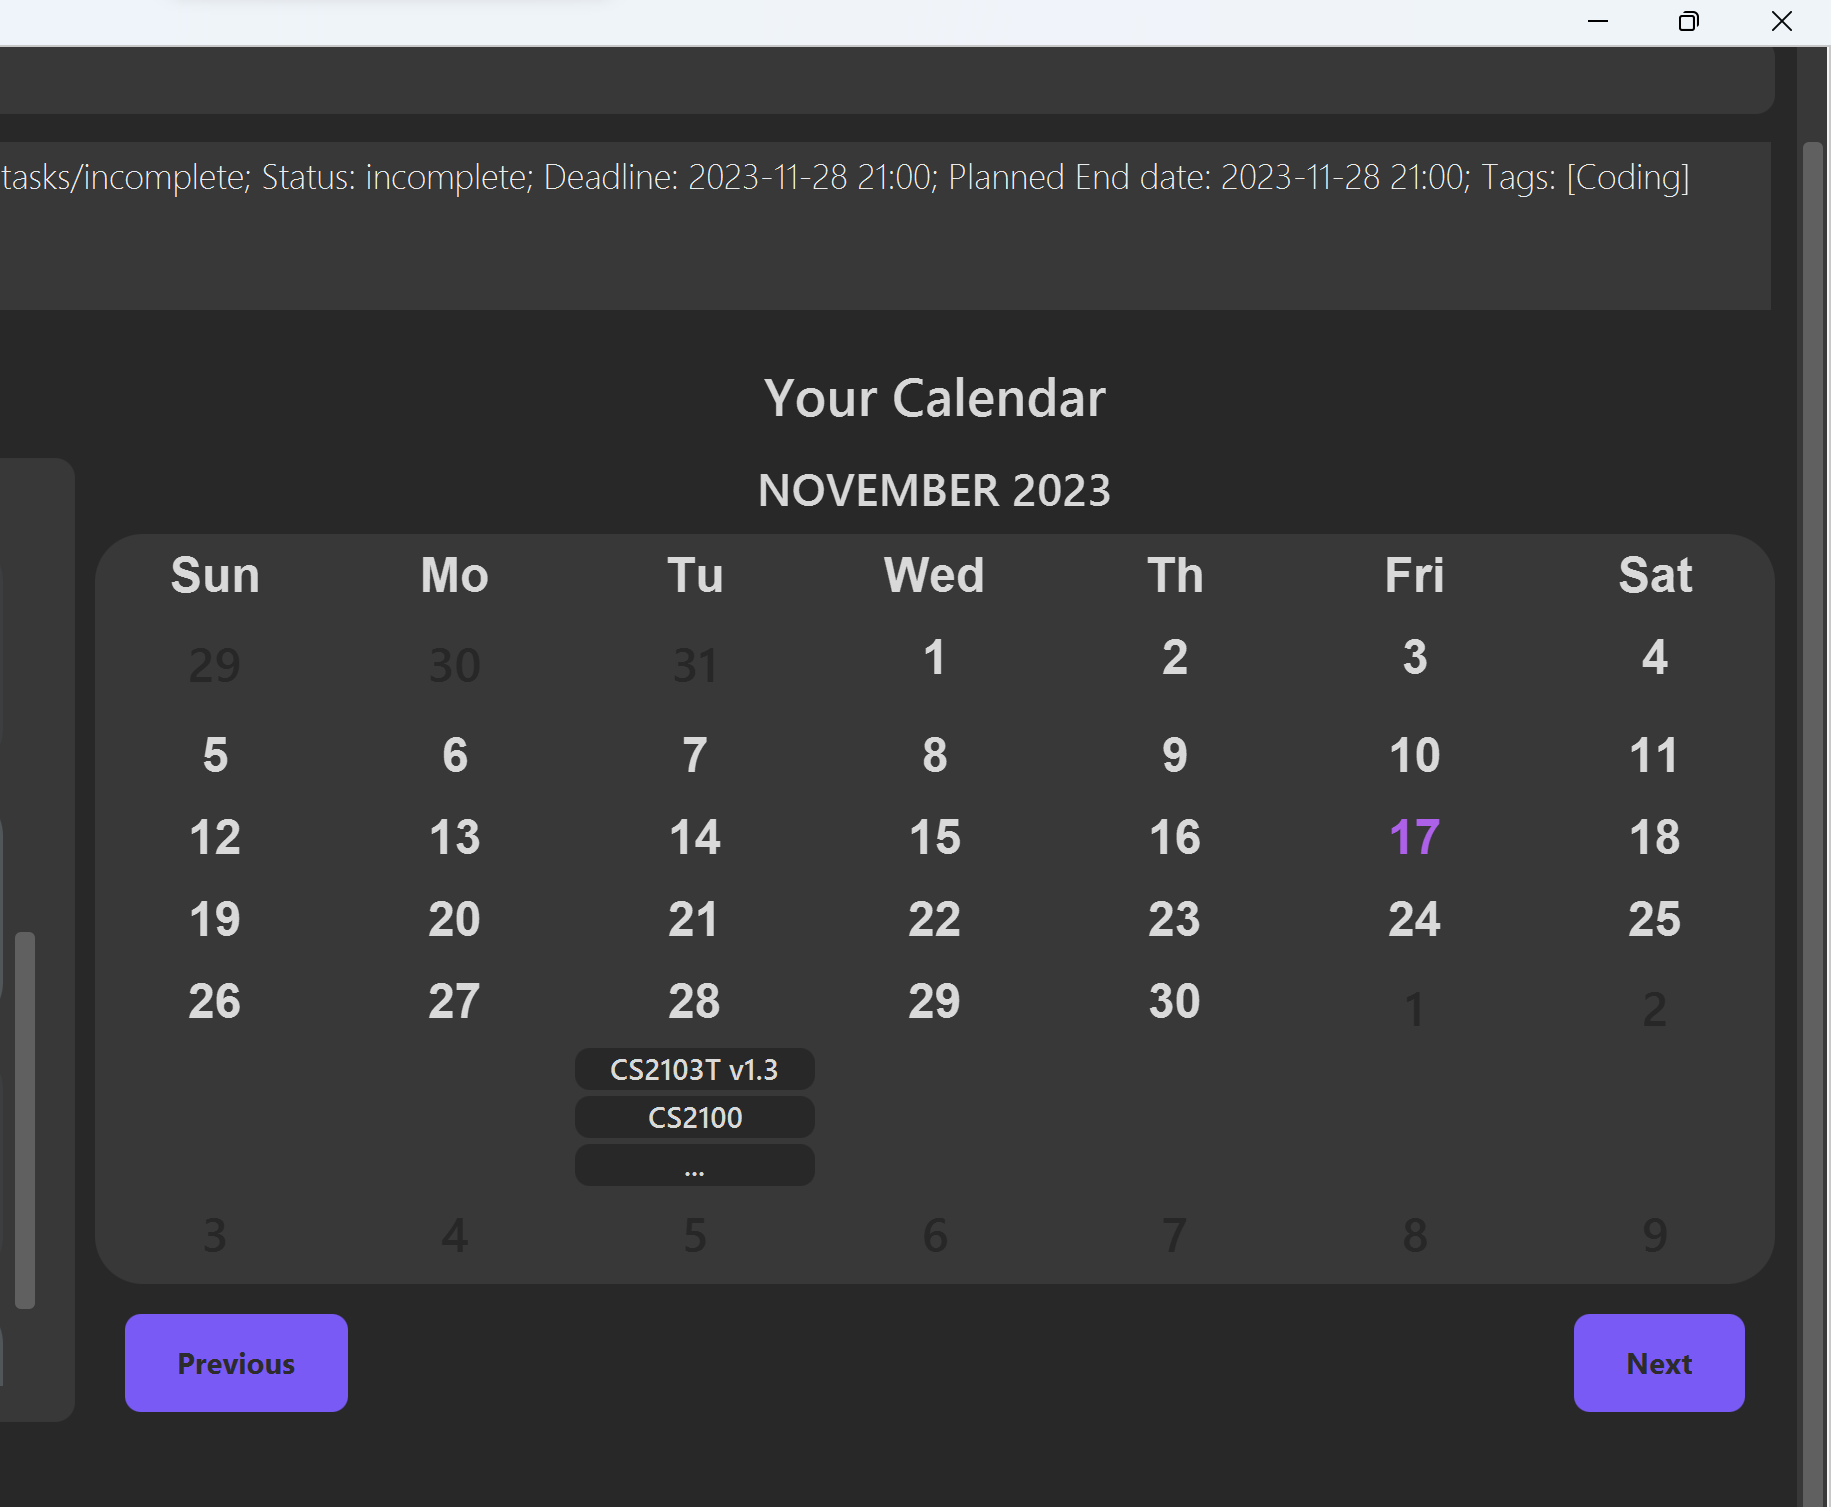 tasks/incomplete; Status: incomplete; Deadline: 2023-11-28 21:00; Planned End date: 2023-11-28 21:00; Tags: [Coding]
Your Calendar
NOVEMBER 2023
Sun Mo Tu Wed Th Fri Sat
29 30 31 1 2 3 4
5 6 7 8 9 10 11
12 13 14 15 16 17 18
19 20 21 22 23 24 25
26 27 28 29 30 1 2
CS2103T v1.3
CS2100
...
3 4 5 6 7 8 9
Previous Next